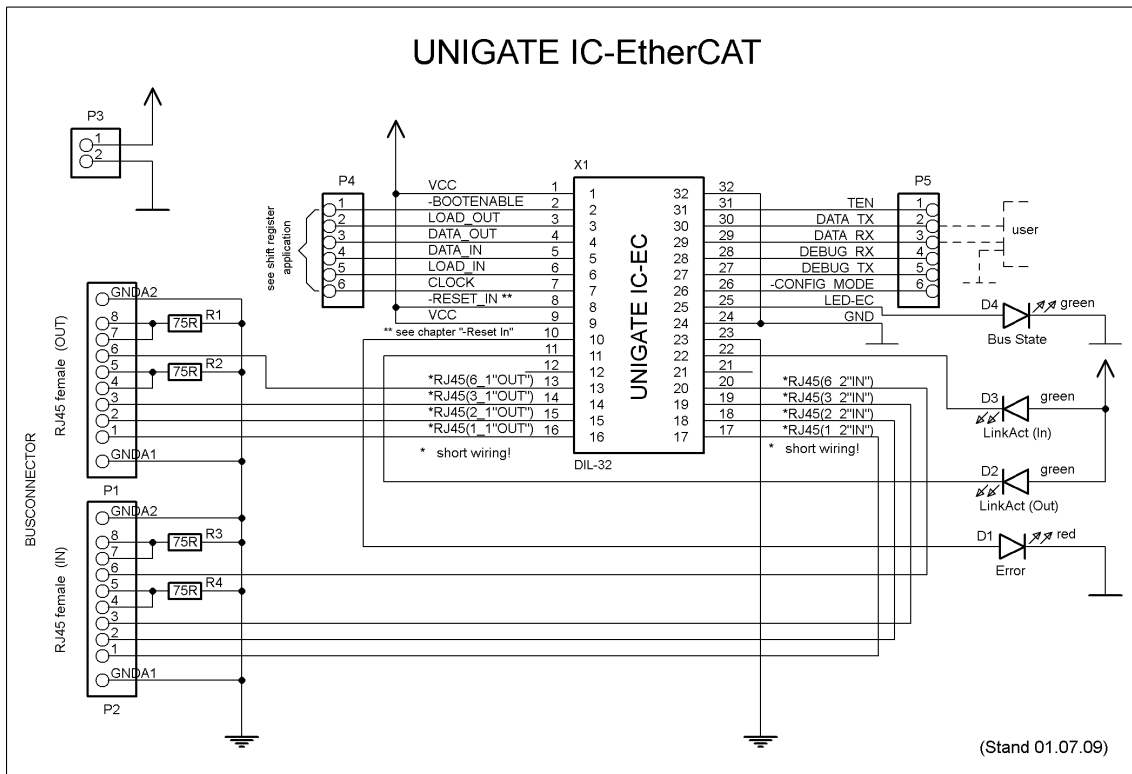 UNIGATE IC-EtherCAT
P3
1
2
X1
P4
P5
see shift register
application
1
2
3
4
5
6
VCC 1
-BOOTENABLE 2
LOAD_OUT 3
DATA_OUT 4
DATA_IN 5
LOAD_IN 6
CLOCK 7
-RESET_IN ** 8
VCC 9
** see chapter "-Reset In" 10
11
12
*RJ45(6_1"OUT") 13
*RJ45(3_1"OUT") 14
*RJ45(2_1"OUT") 15
*RJ45(1_1"OUT") 16
* short wiring!
1 32
2 31
3 30
4 29
5 28
6 27
7 26
8 25
9 24
10 23
11 22
12 21
13 20
14 19
15 18
16 17
UNIGATE IC-EC
DIL-32
32
31 TEN
30 DATA_TX
29 DATA_RX
28 DEBUG_RX
27 DEBUG_TX
26 -CONFIG_MODE
25 LED-EC
24 GND
23
22
21
20 *RJ45(6_2"IN")
19 *RJ45(3_2"IN")
18 *RJ45(2_2"IN")
17 *RJ45(1_2"IN")
* short wiring!
1
2
3
4
5
6
user
D4 green
Bus State
D3 green
LinkAct (In)
D2 green
LinkAct (Out)
D1 red
Error
BUSCONNECTOR
RJ45 female (OUT)
GNDA2
8
7
6
5
4
3
2
1
GNDA1
75R R1
75R R2
P1
RJ45 female (IN)
GNDA2
8
7
6
5
4
3
2
1
GNDA1
75R R3
75R R4
P2
(Stand 01.07.09)